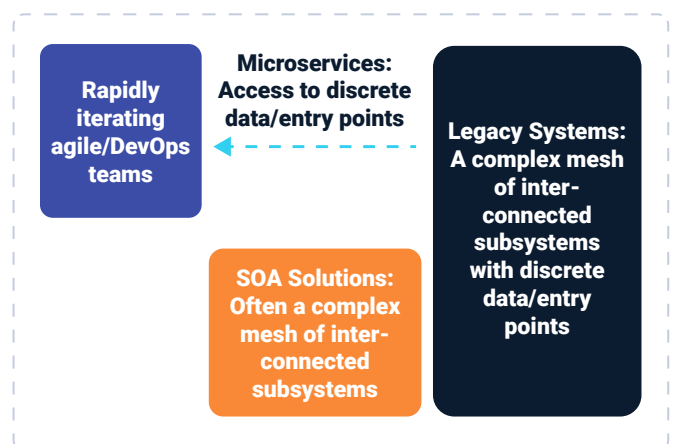 Rapidly
iterating
agile/DevOps
teams
Microservices:
Access to discrete
data/entry points
Legacy Systems:
A complex mesh
of inter-
connected
subsystems
with discrete
data/entry
points
SOA Solutions:
Often a complex
mesh of inter-
connected
subsystems